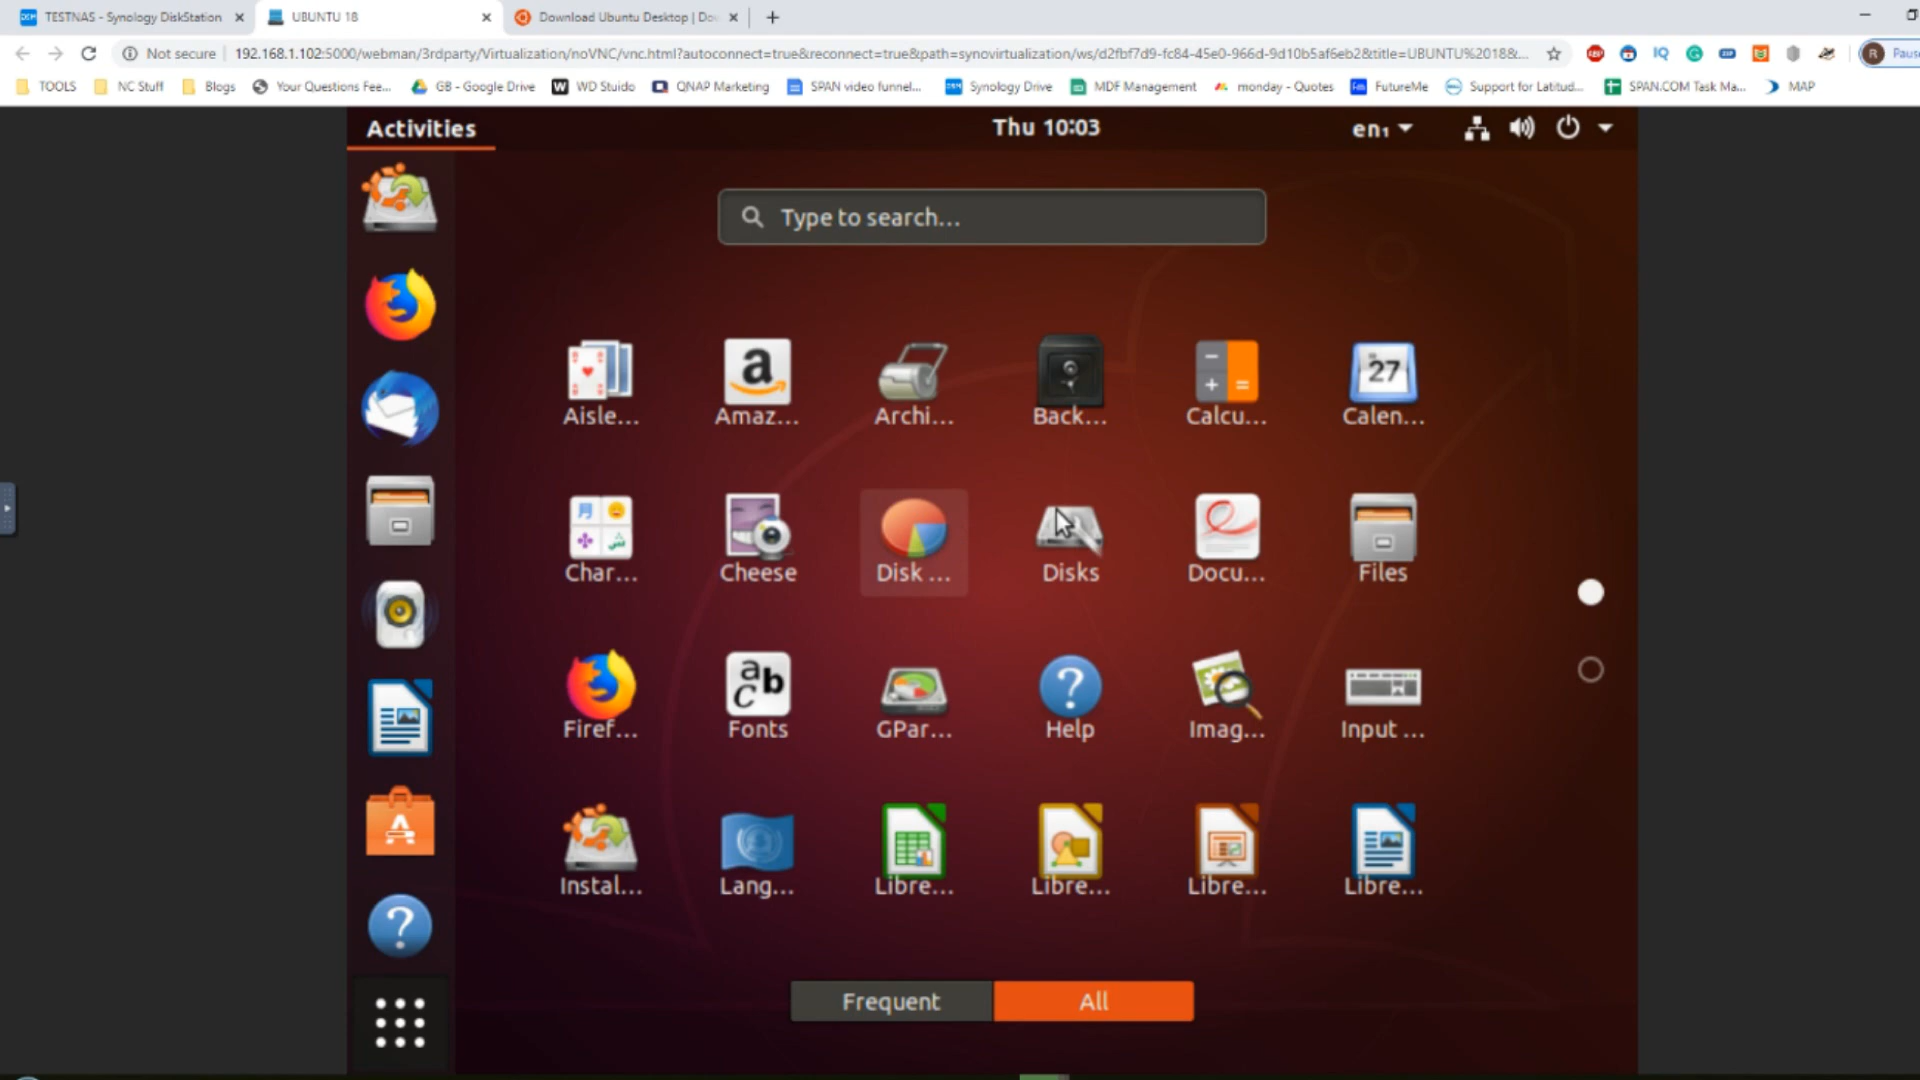 TESTNAS - Synology DiskStation
UBUNTU 18
Download Ubuntu Desktop | Do
Not secure
192.168.1.102:5000/webman/3rdparty/Virtualization/noVNC/vnc.html?autoconnect=true&reconnect=true&path=synovirtualization/ws/d2fbf7d9-fc84-45e0-966d-9d10b5af6eb2&title=UBUNTU%2018&...
R Paus
TOOLS
NC Stuff
Blogs
Your Questions Fee...
GB - Google Drive
WD Stuido
QNAP Marketing
SPAN video funnel...
Synology Drive
MDF Management
monday - Quotes
FutureMe
Support for Latitud...
SPAN.COM Task Ma...
MAP
Activities
Thu 10:03
en1
Type to search...
Aisle...
Amaz...
Archi...
Back...
Calcu...
27
Calen...
Char...
Cheese
Disk ...
Disks
Docu...
Files
Firef...
abc
Fonts
GPar...
Help
Imag...
Input ...
Instal...
Lang...
Libre...
Libre...
Libre...
Libre...
Frequent
All